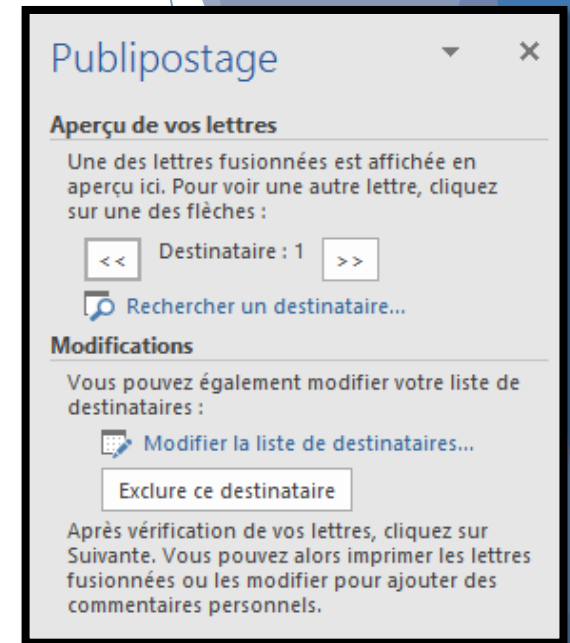 Publipostage
Aperçu de vos lettres
Une des lettres fusionnées est affichée en
aperçu ici. Pour voir une autre lettre, cliquez
sur une des flèches :
<< Destinataire : 1 >>
Rechercher un destinataire...
Modifications
Vous pouvez également modifier votre liste de
destinataires :
Modifier la liste de destinataires...
Exclure ce destinataire
Après vérification de vos lettres, cliquez sur
Suivante. Vous pouvez alors imprimer les lettres
fusionnées ou les modifier pour ajouter des
commentaires personnels.